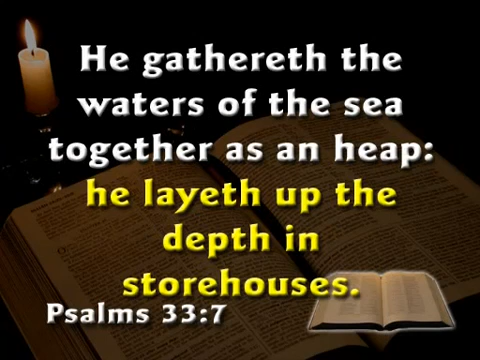 He gathereth the
waters of the sea
together as an heap:
he layeth up the
depth in
storehouses.
Psalms 33:7